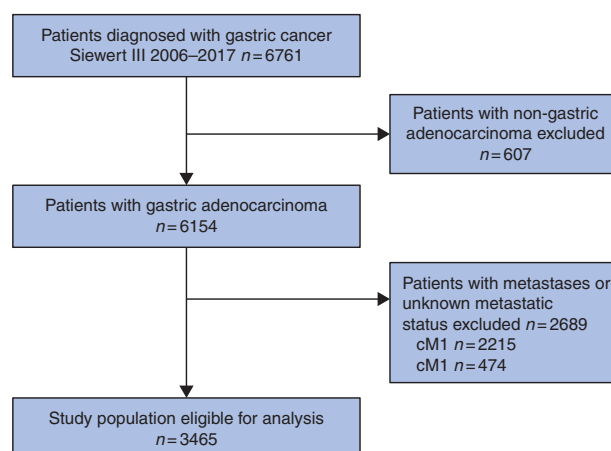 Patients diagnosed with gastric cancer
Siewert III 2006–2017 n=6761
Patients with non-gastric
adenocarcinoma excluded
n=607
Patients with gastric adenocarcinoma
n=6154
Patients with metastases or
unknown metastatic
status excluded n=2689
cM1 n=2215
cM1 n=474
Study population eligible for analysis
n=3465